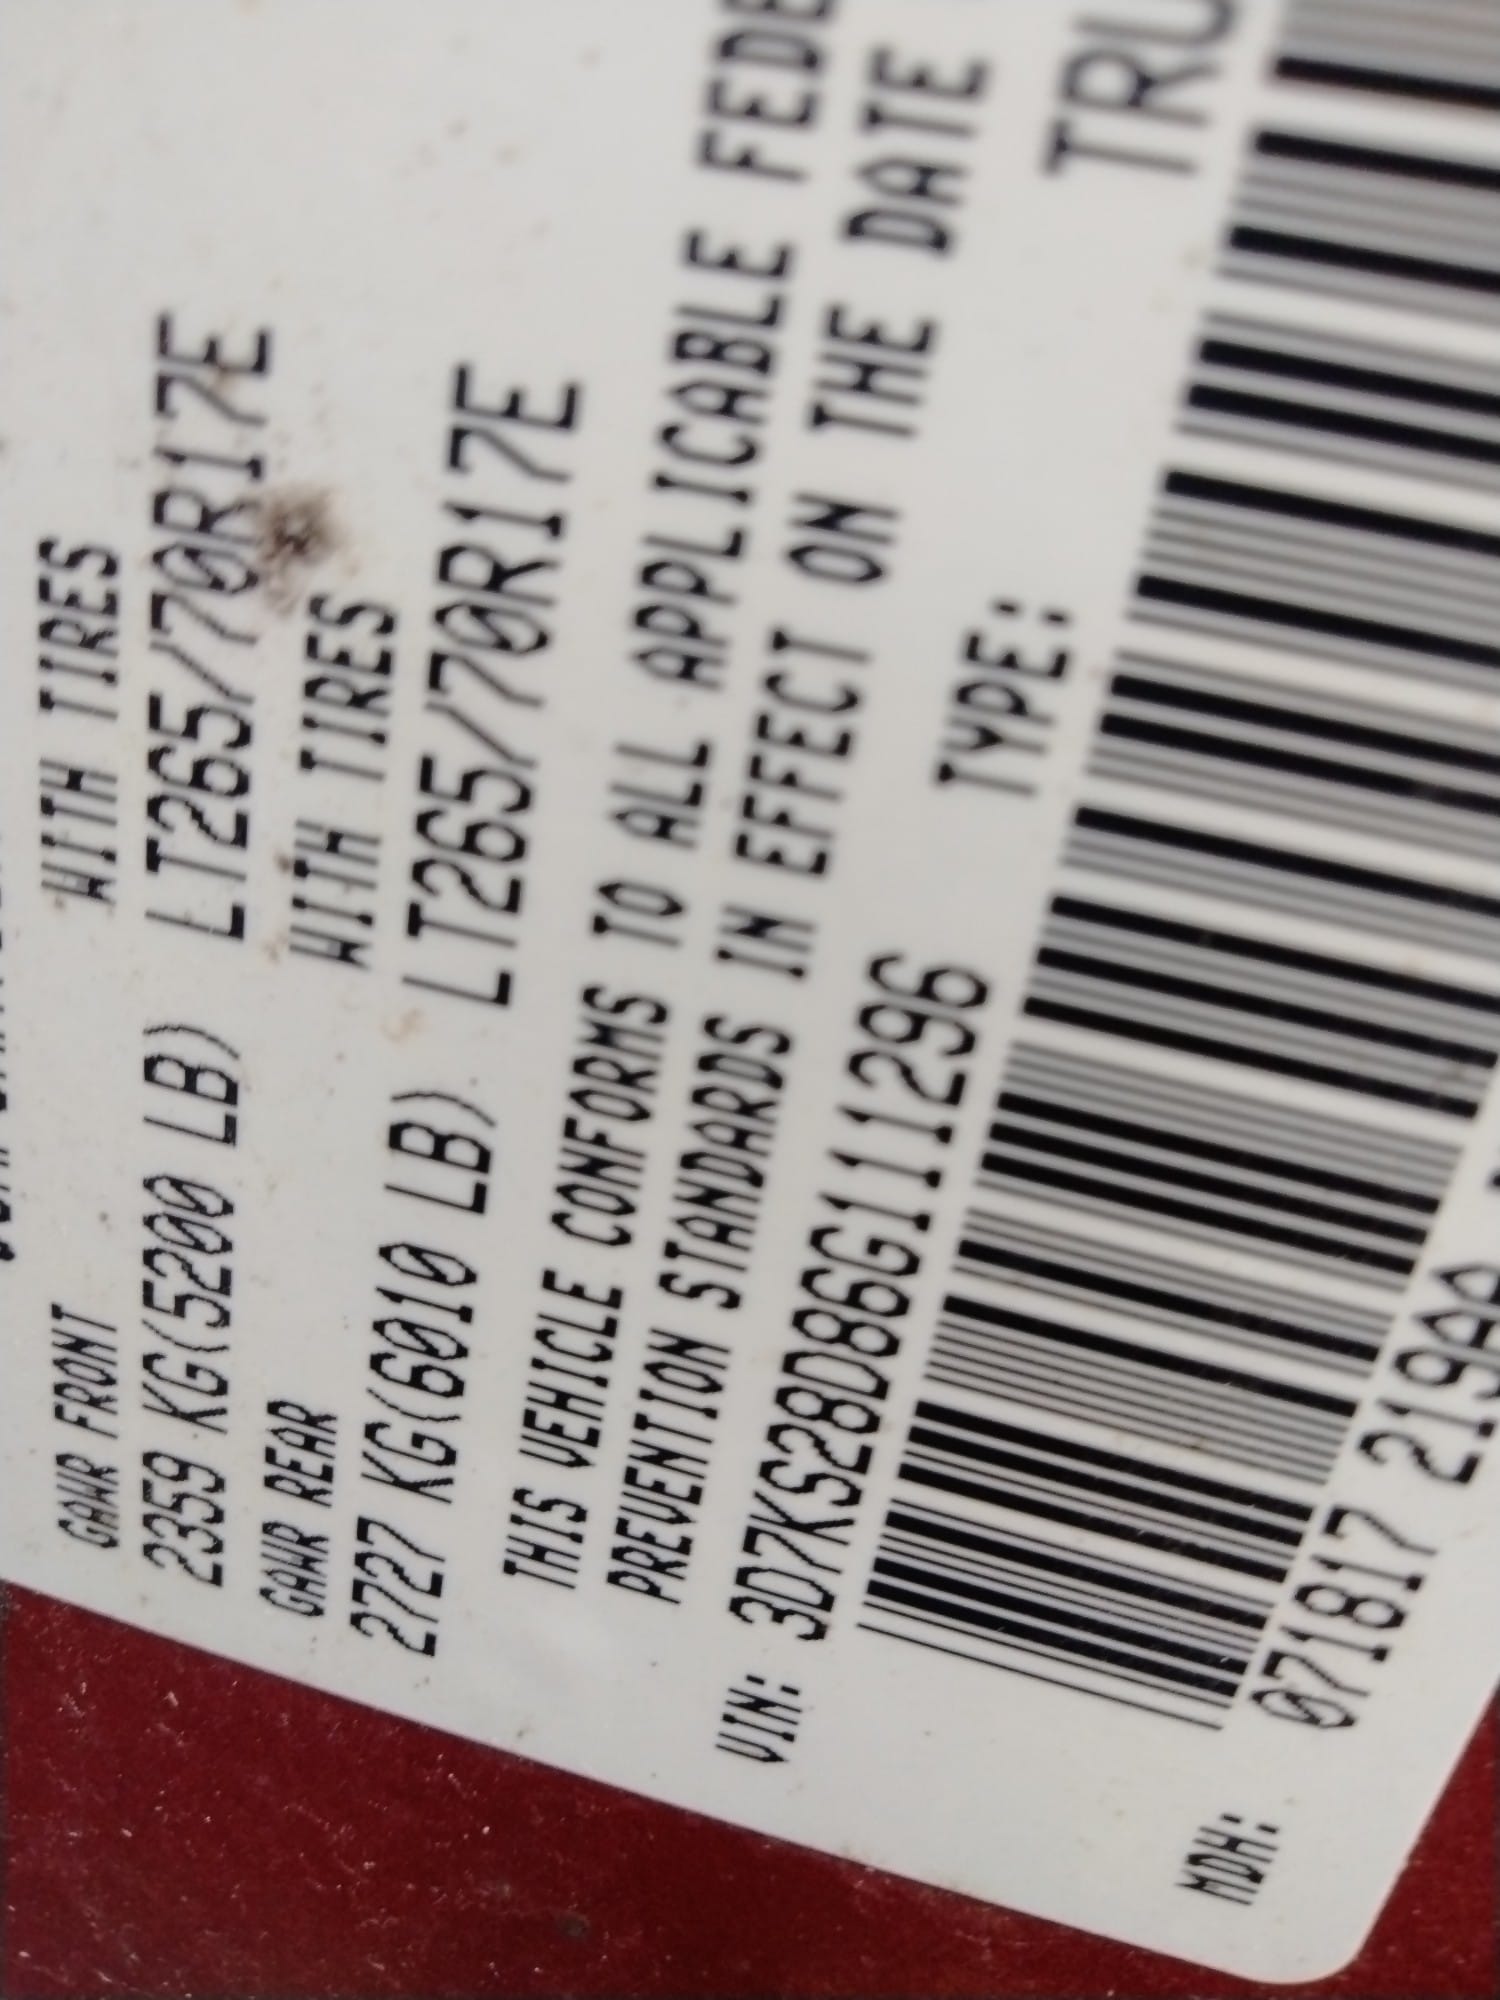 GAWR FRONT WITH TIRES
2359 KG(5200 LB) LT265/70R17E
GAWR REAR WITH TIRES
2727 KG(6010 LB) LT265/70R17E
THIS VEHICLE CONFORMS TO ALL APPLICABLE FEDE
PREVENTION STANDARDS IN EFFECT ON THE DATE
VIN: 3D7KS28D86G111296 TYPE: TRU
MDH: 071817